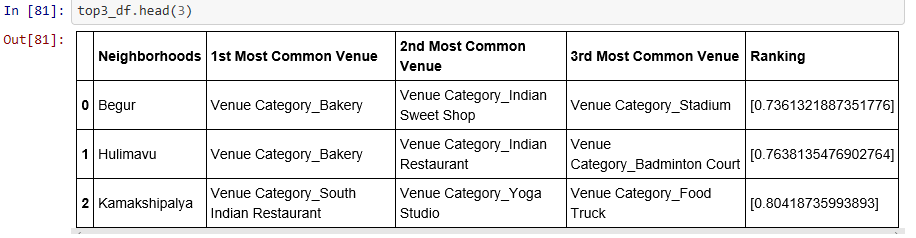 In [81]: top3_df.head(3)
Out[81]:
Neighborhoods 1st Most Common Venue 2nd Most Common Venue 3rd Most Common Venue Ranking
0 Begur Venue Category_Bakery Venue Category_Indian Sweet Shop Venue Category_Stadium [0.7361321887351776]
1 Hulimavu Venue Category_Bakery Venue Category_Indian Restaurant Venue Category_Badminton Court [0.7638135476902764]
2 Kamakshipalya Venue Category_South Indian Restaurant Venue Category_Yoga Studio Venue Category_Food Truck [0.80418735993893]